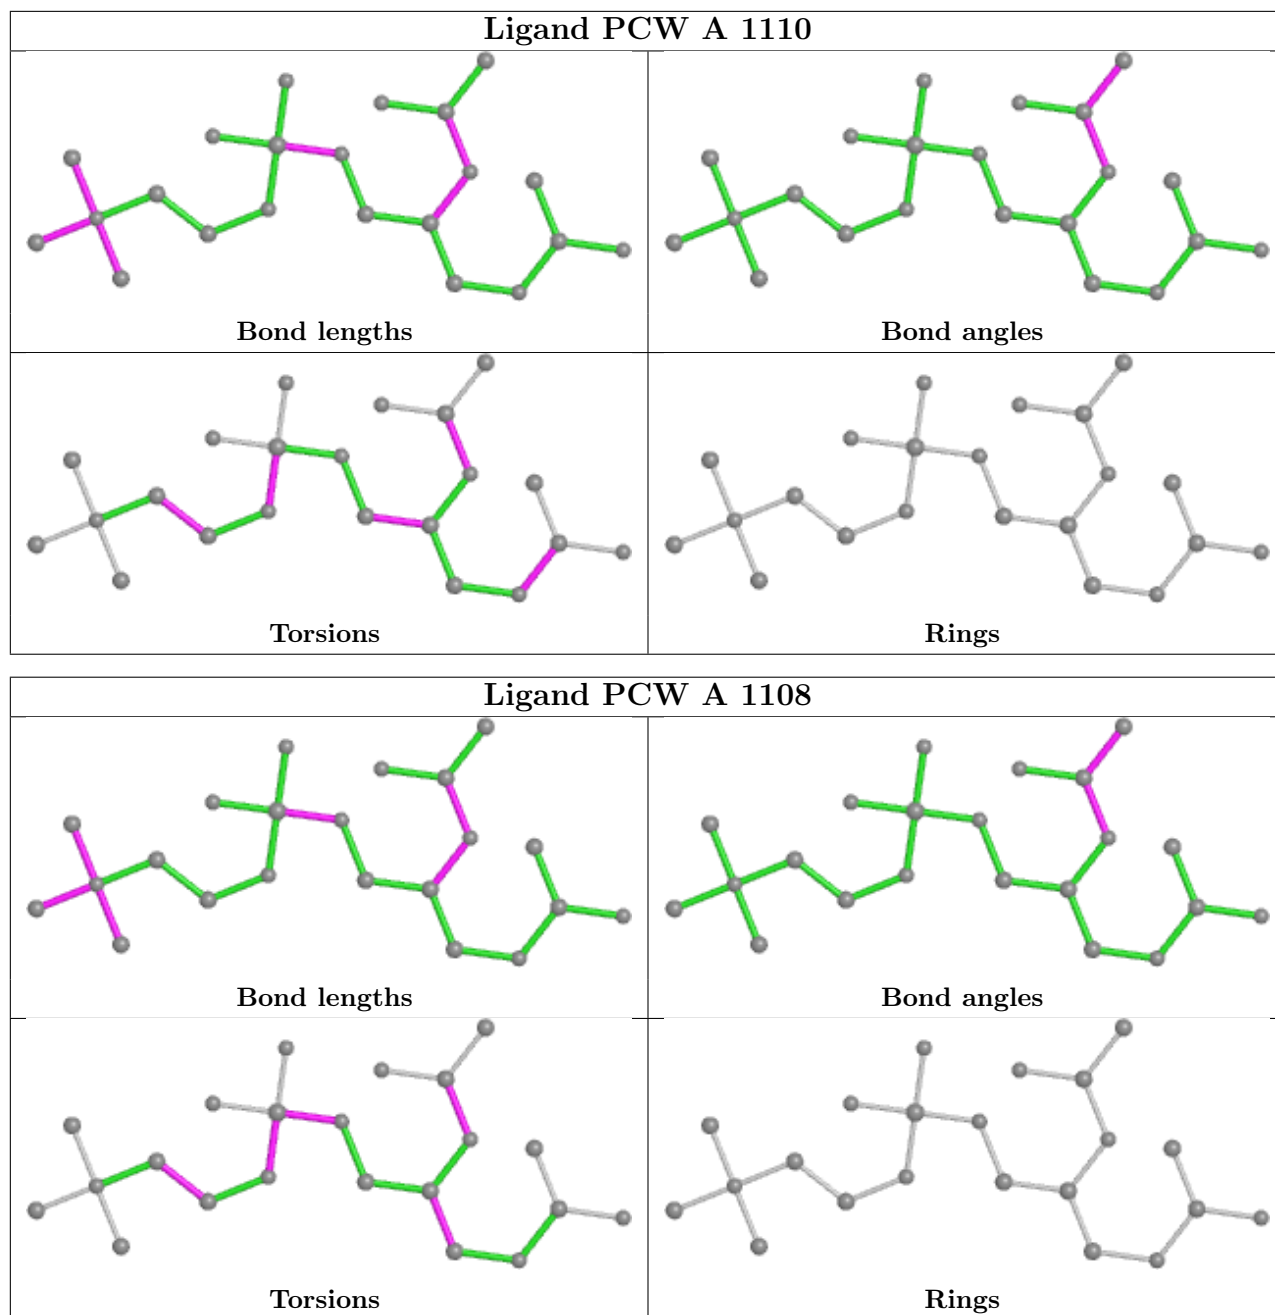 Ligand PCW A 1110
Bond lengths
Bond angles
Torsions
Rings
Ligand PCW A 1108
Bond lengths
Bond angles
Torsions
Rings